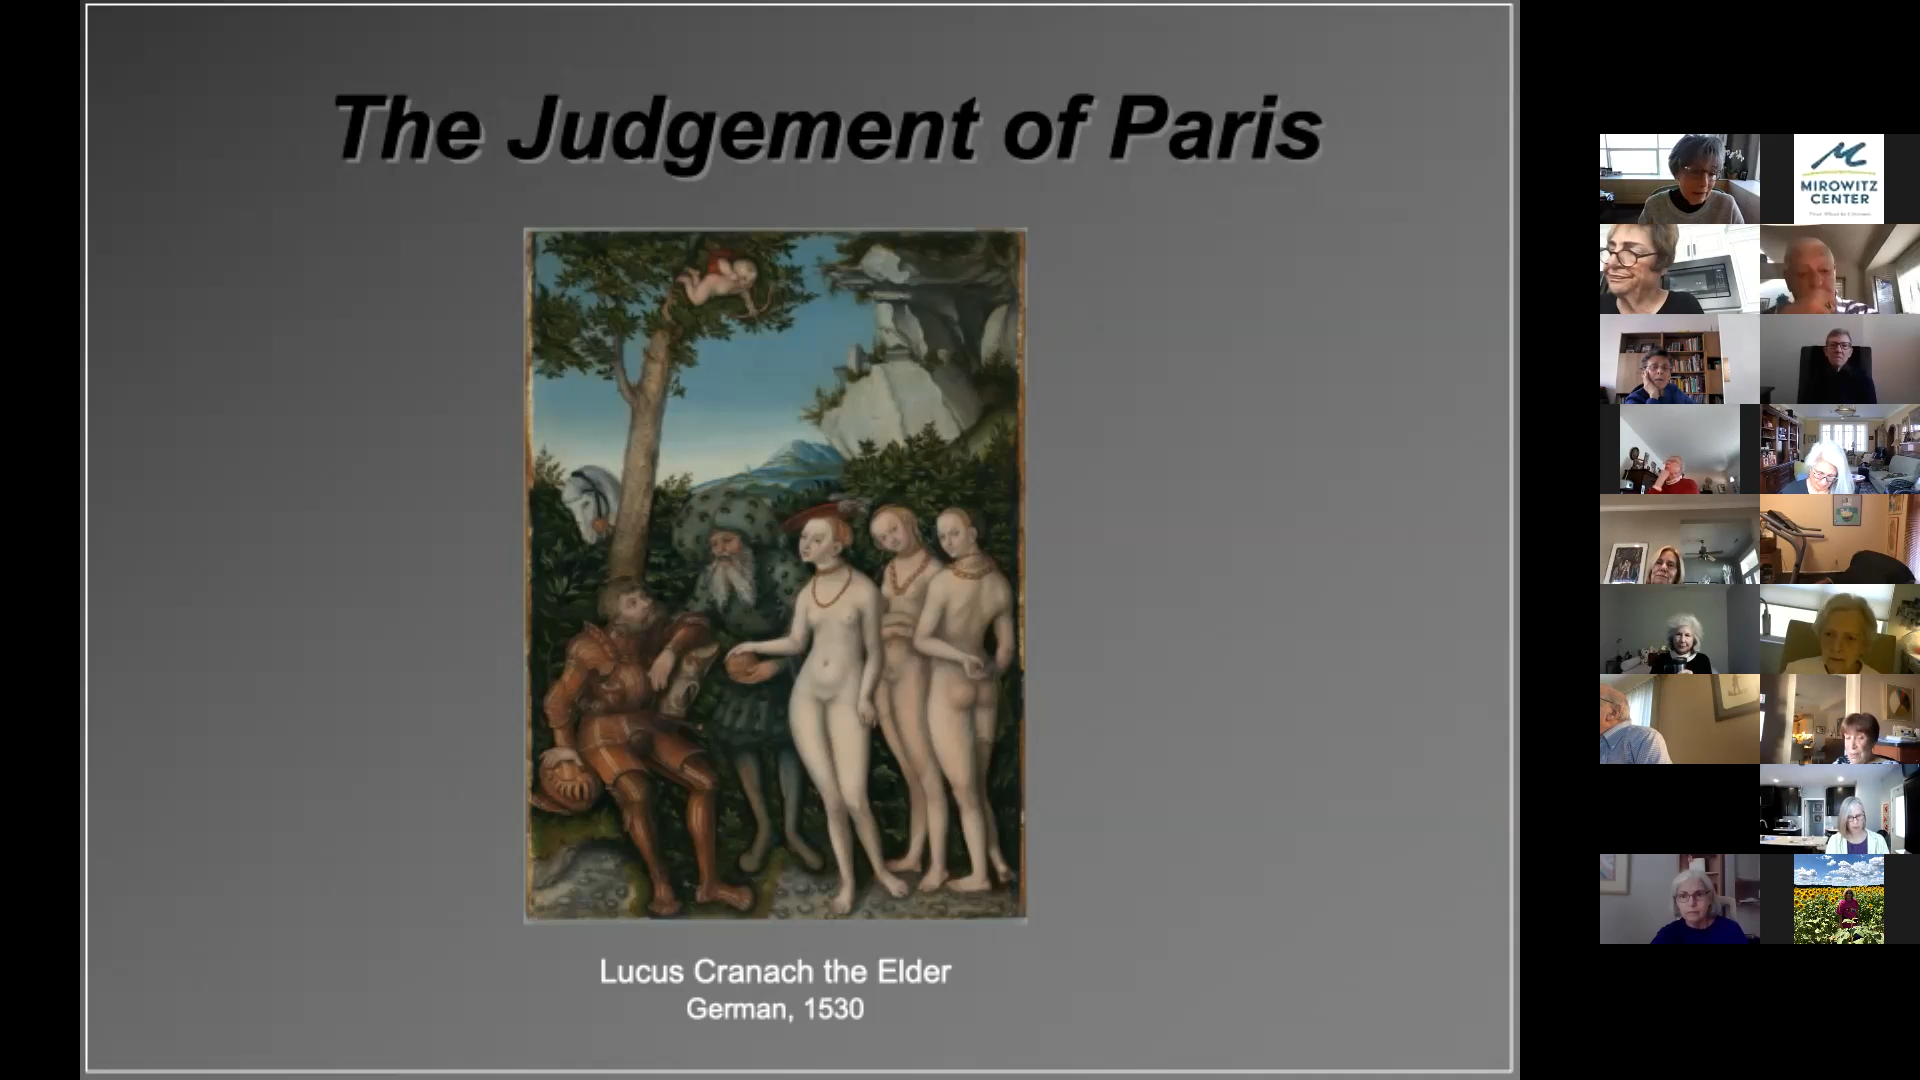 The Judgement of Paris
Lucus Cranach the Elder
German, 1530
MIROWITZ
CENTER